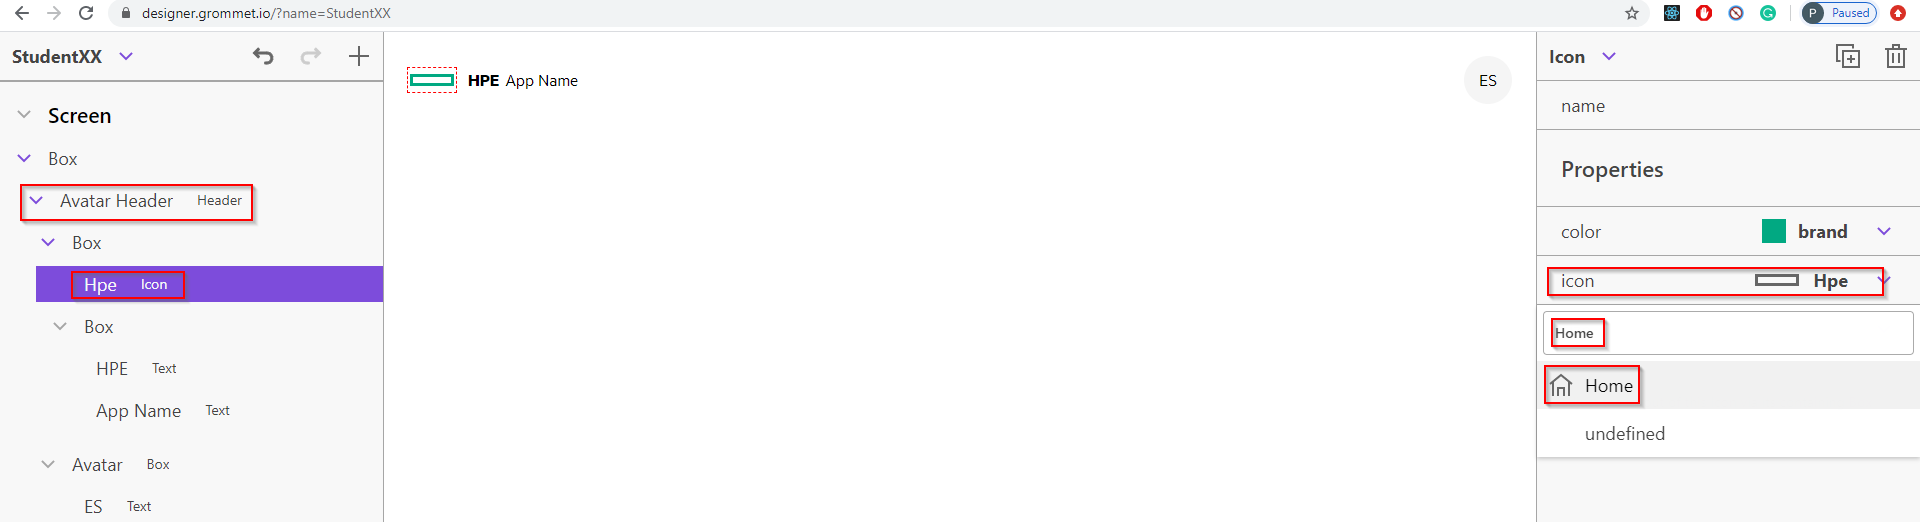 designer.grommet.io/?name=StudentXX
P Paused
StudentXX
Screen
Box
Avatar Header Header
Box
Hpe Icon
Box
HPE Text
App Name Text
Avatar Box
ES Text
HPE App Name
ES
Icon
name
Properties
color brand
icon Hpe
Home
Home
undefined